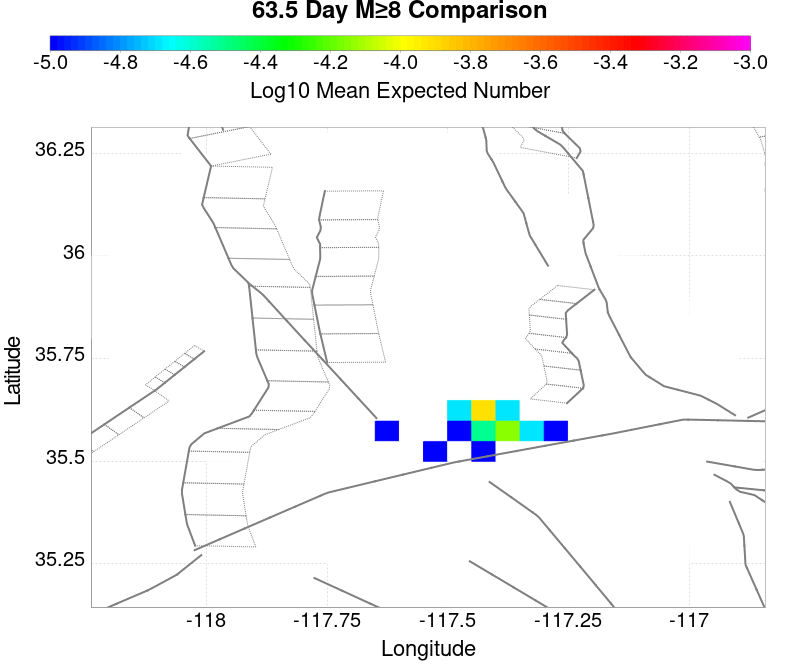 63.5 Day M≥8 Comparison
-5.0 -4.8 -4.6 -4.4 -4.2 -4.0 -3.8 -3.6 -3.4 -3.2 -3.0
Log10 Mean Expected Number
36.25
36
35.75
35.5
35.25
Latitude
-118 -117.75 -117.5 -117.25 -117
Longitude